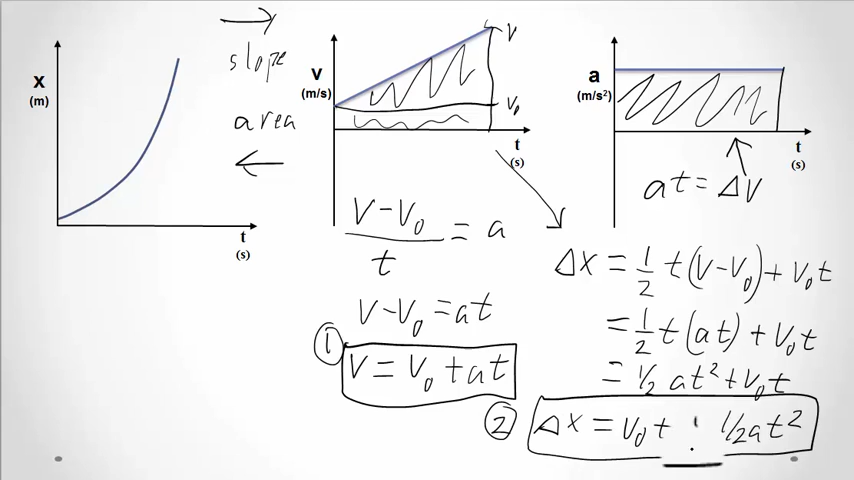 slope
area
x
(m)
t
(s)
v
(m/s)
V
V₀
t
(s)
a
(m/s²)
t
(s)
at = ΔV
(V-V₀)/t = a
V-V₀ = at
① V = V₀ + at
Δx = 1/2 t(V-V₀) + V₀t
= 1/2 t(at) + V₀t
= 1/2 at² + V₀t
② Δx = V₀t 1/2at²